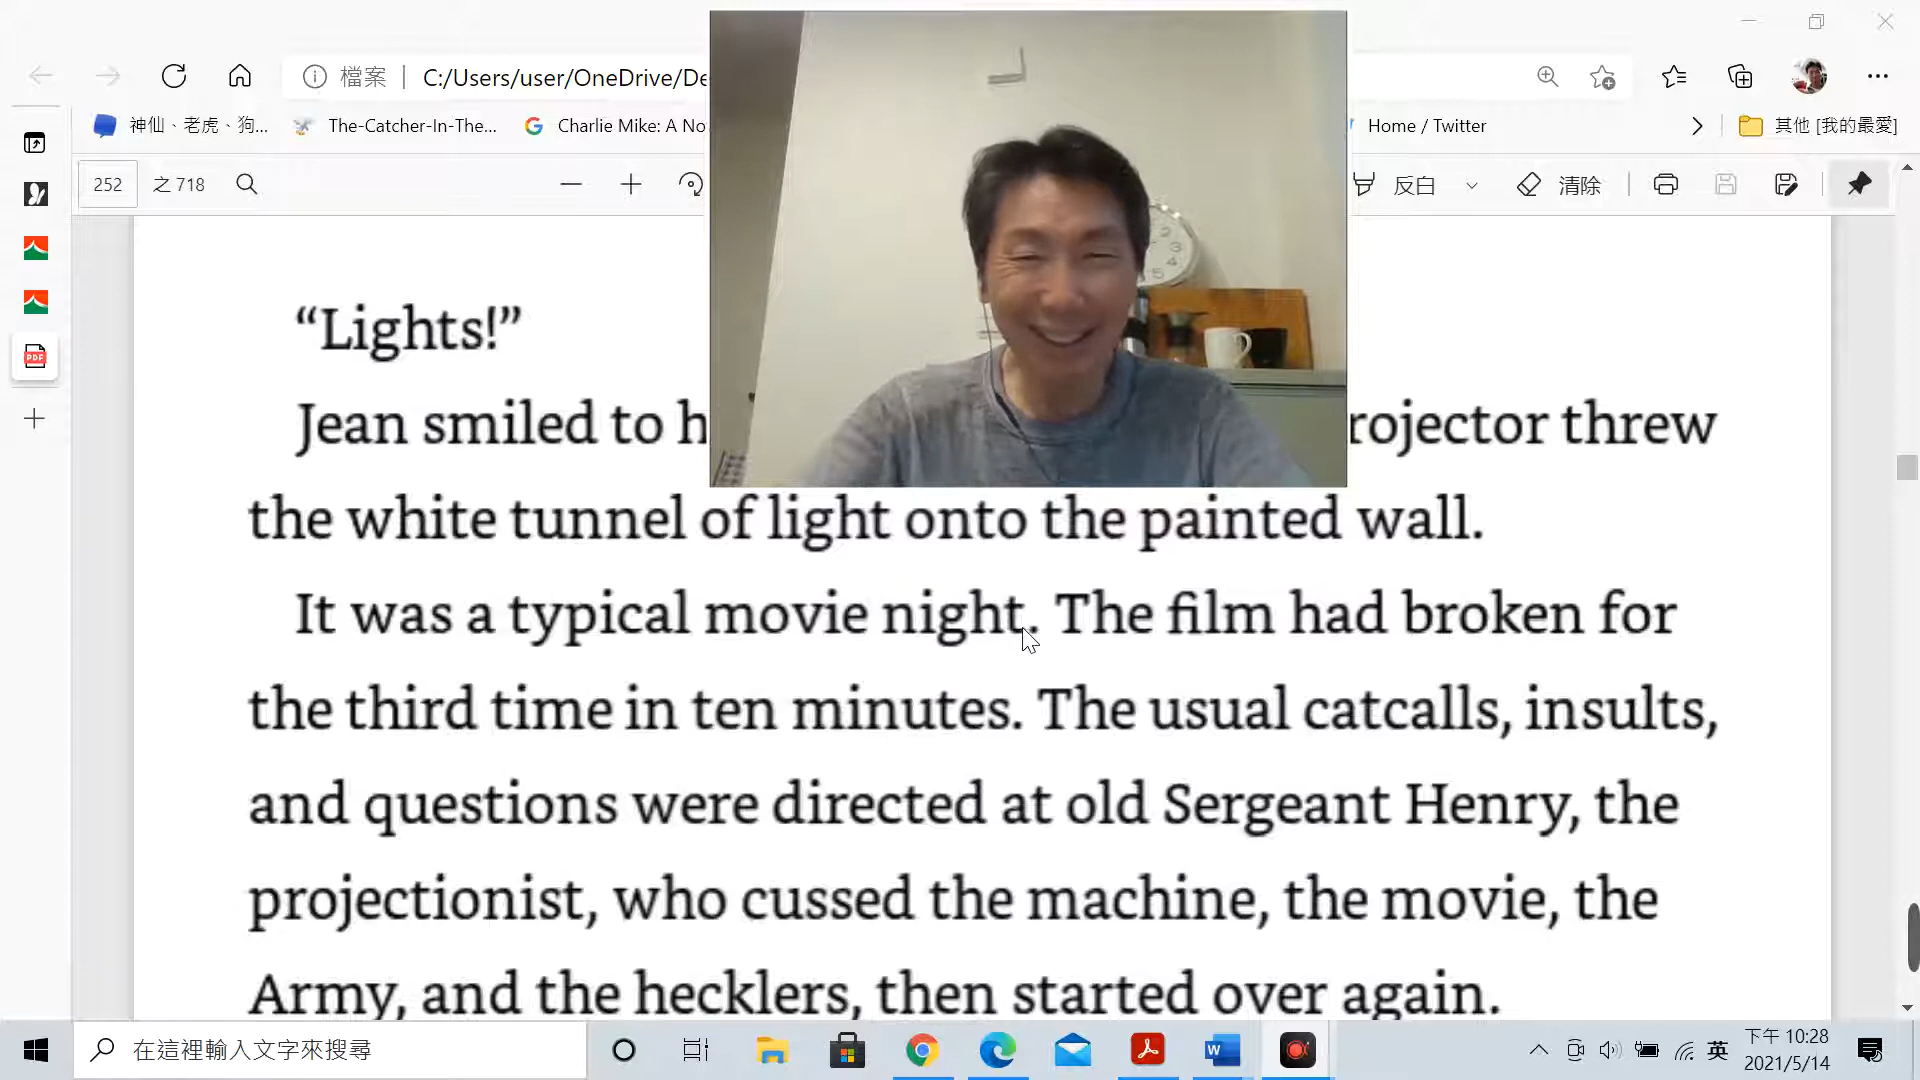 檔案 C:/Users/user/OneDrive/De
神仙、老虎、狗... The-Catcher-In-The... Charlie Mike: A No Home / Twitter 其他 [我的最愛]
252 之 718 反白 清除
“Lights!”
Jean smiled to h rojector threw
the white tunnel of light onto the painted wall.
It was a typical movie night. The film had broken for
the third time in ten minutes. The usual catcalls, insults,
and questions were directed at old Sergeant Henry, the
projectionist, who cussed the machine, the movie, the
Army, and the hecklers, then started over again.
在這裡輸入文字來搜尋 英 下午 10:28
2021/5/14